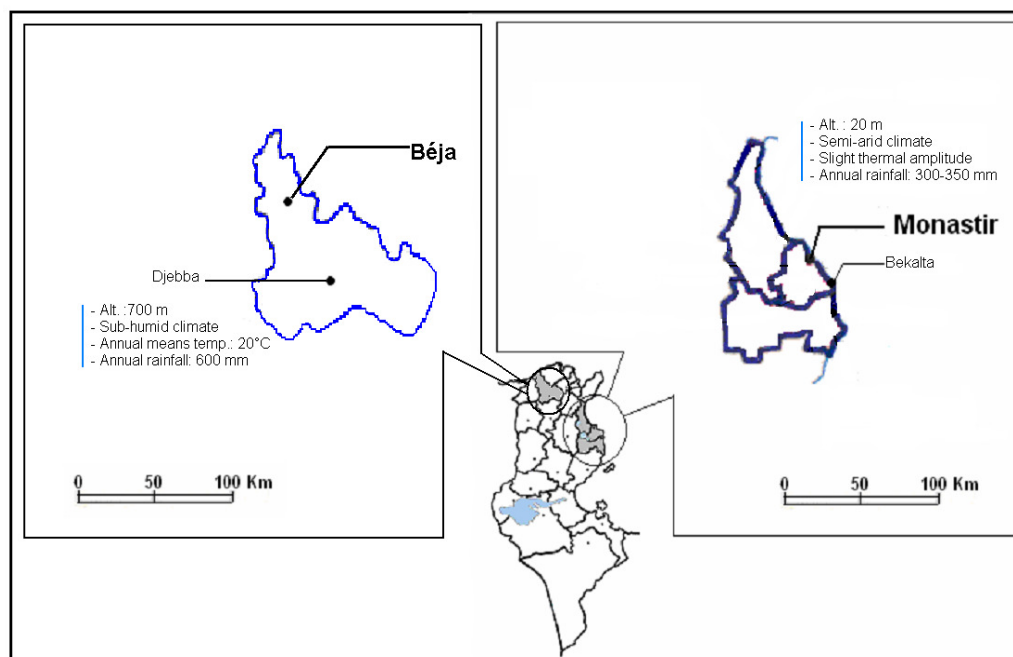 Béja
Djebba
- Alt. :700 m
- Sub-humid climate
- Annual means temp.: 20°C
- Annual rainfall: 600 mm
0 50 100 Km
- Alt. : 20 m
- Semi-arid climate
- Slight thermal amplitude
- Annual rainfall: 300-350 mm
Monastir
Bekalta
0 50 100 Km